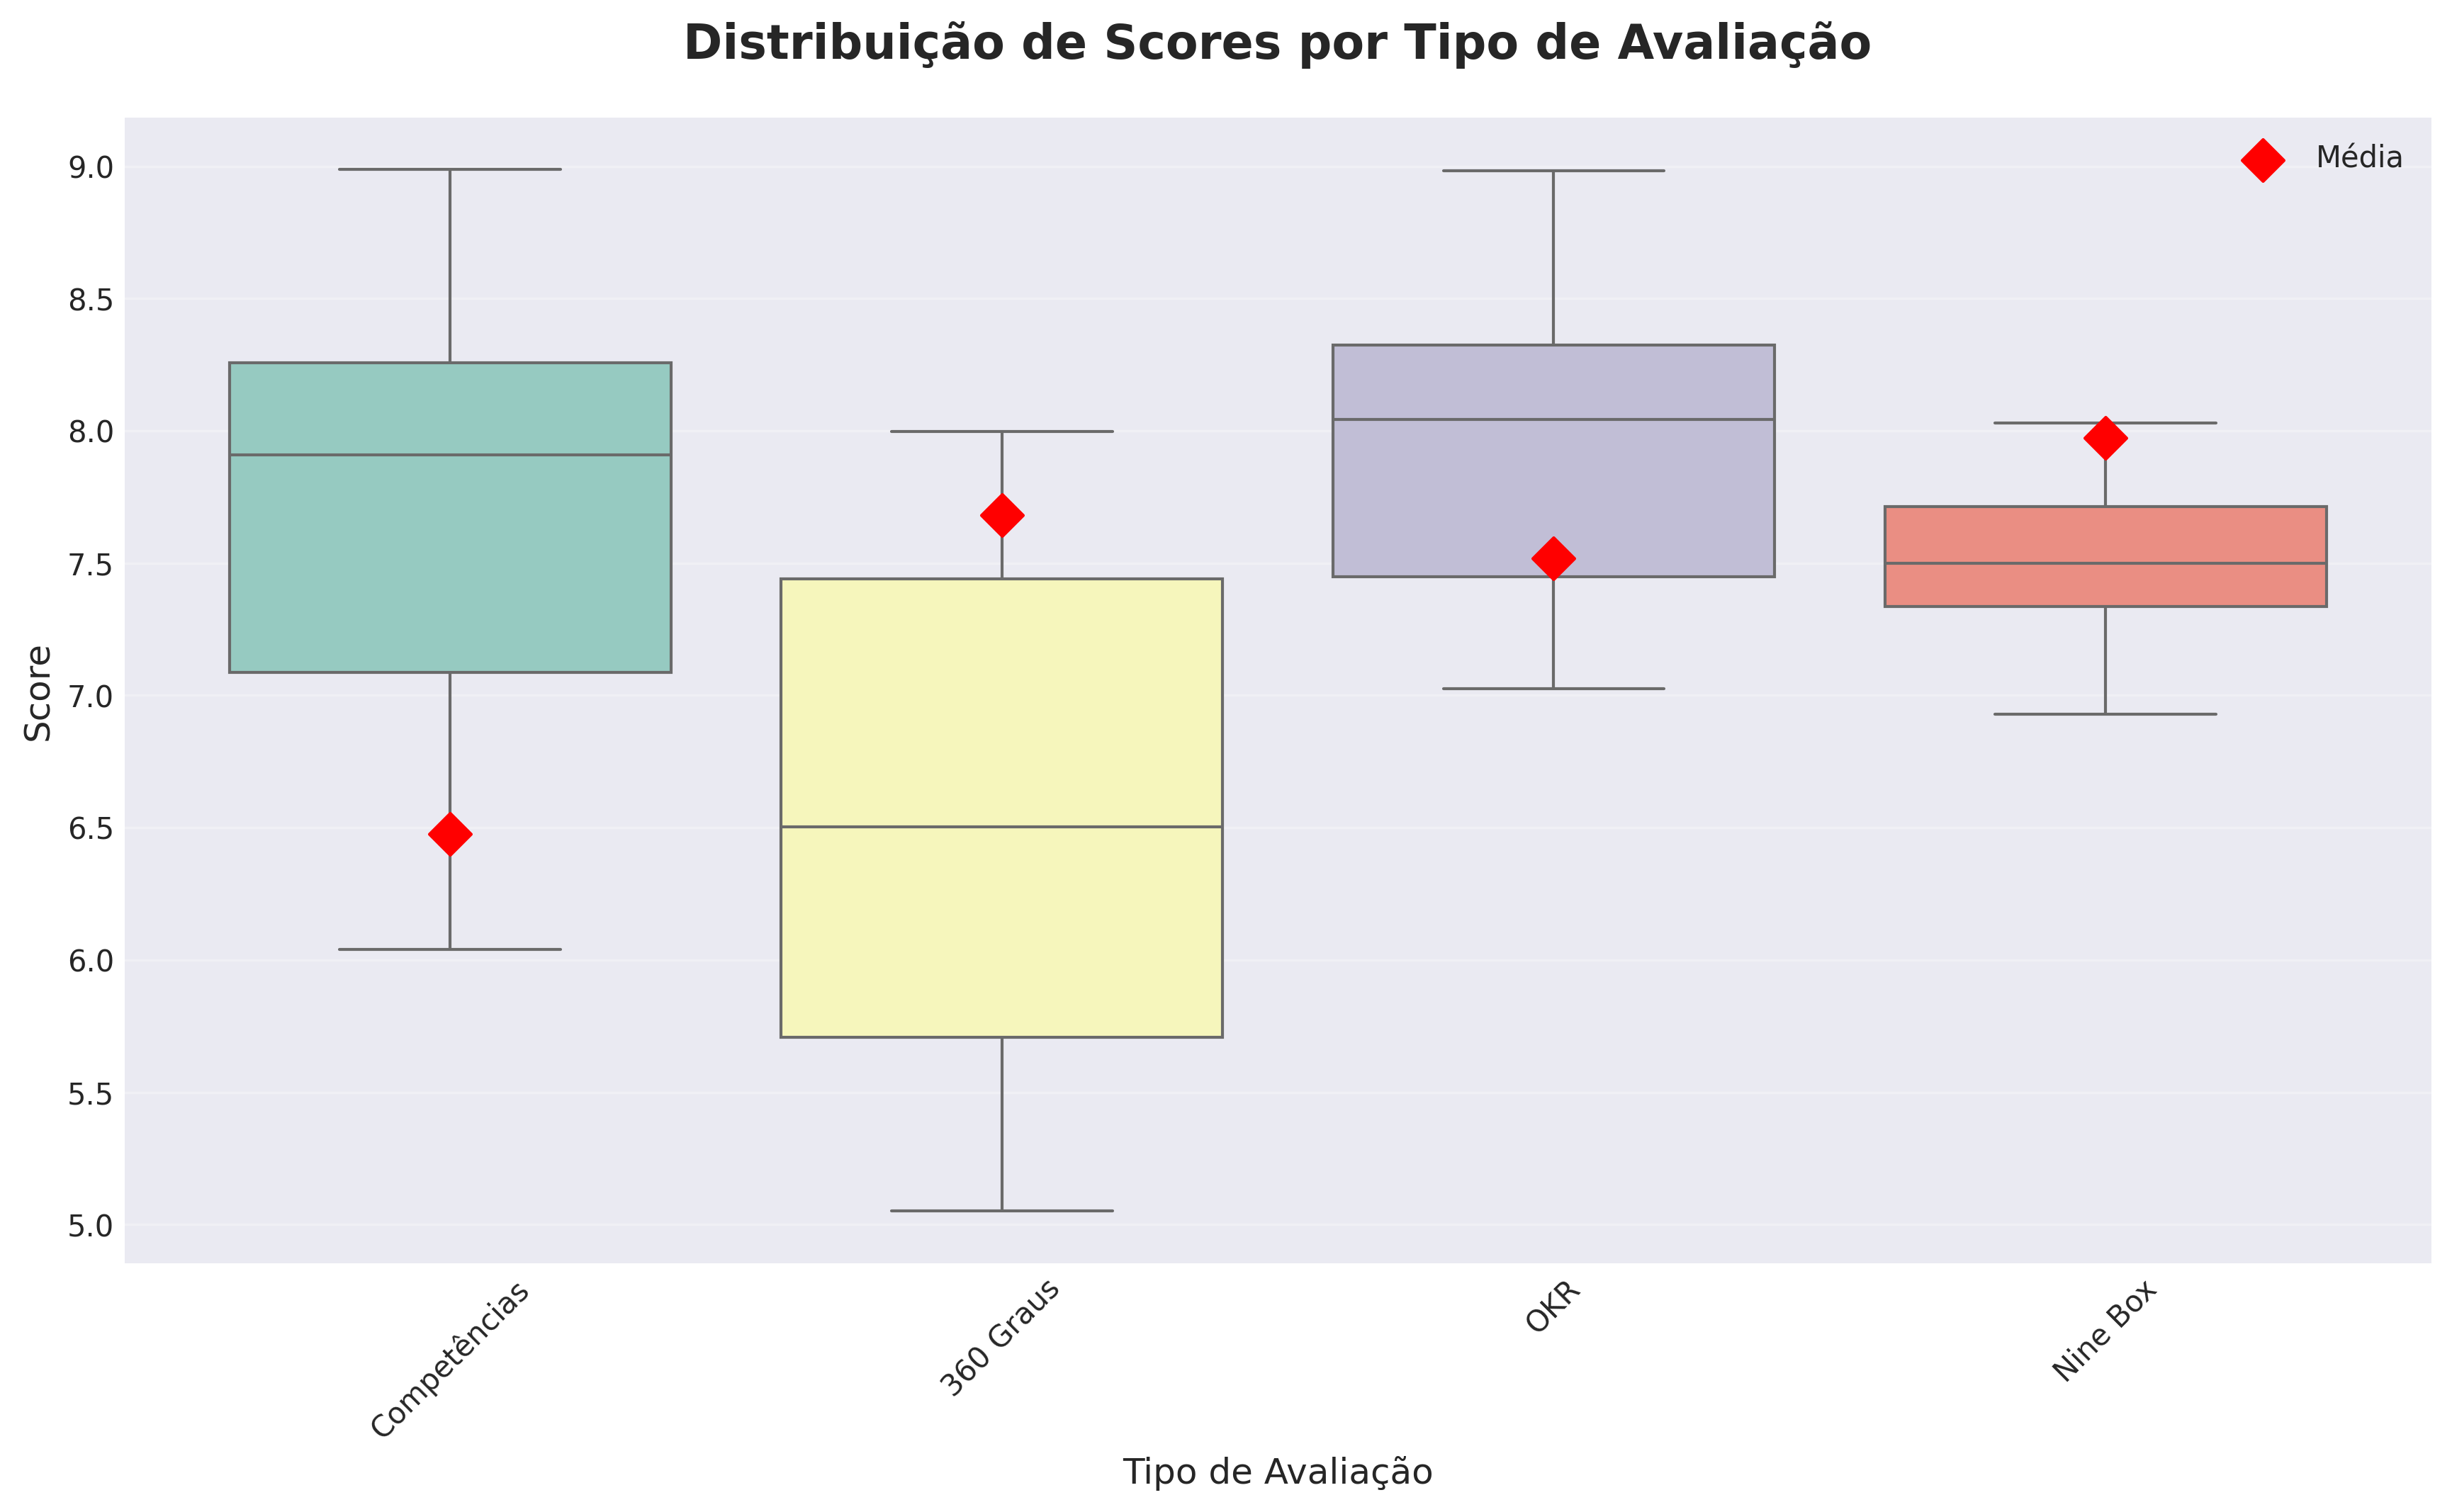 Distribuição de Scores por Tipo de Avaliação
Média
9.0
8.5
8.0
7.5
7.0
6.5
6.0
5.5
5.0
Score
Competências
360 Graus
OKR
Nine Box
Tipo de Avaliação